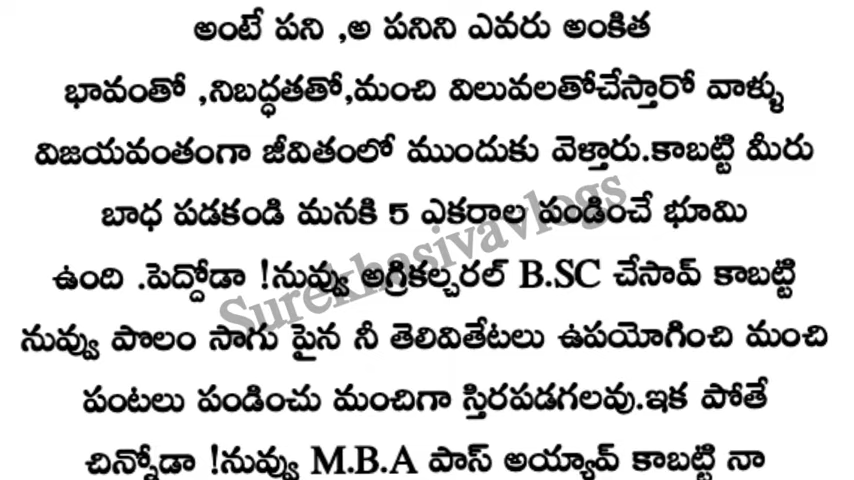 అంటే పని ,అ పనిని ఎవరు అంకిత
భావంతో ,నిబద్ధతతో,మంచి విలువలతోచేస్తారో వాళ్ళు
విజయవంతంగా జీవితంలో ముందుకు వెళ్తారు.కాబట్టి మీరు
బాధ పడకండి మనకి 5 ఎకరాల పండించే భూమి
ఉంది .పెద్దోడా !నువ్వు అగ్రికల్చరల్ B.SC చేసావ్ కాబట్టి
నువ్వు పొలం సాగు పైన నీ తెలివితేటలు ఉపయోగించి మంచి
పంటలు పండించు మంచిగా స్తిరపడగలవు.ఇక పోతే
చిన్నోడా !నువ్వు M.B.A పాస్ అయ్యావ్ కాబట్టి నా
Surekhasivavlogs